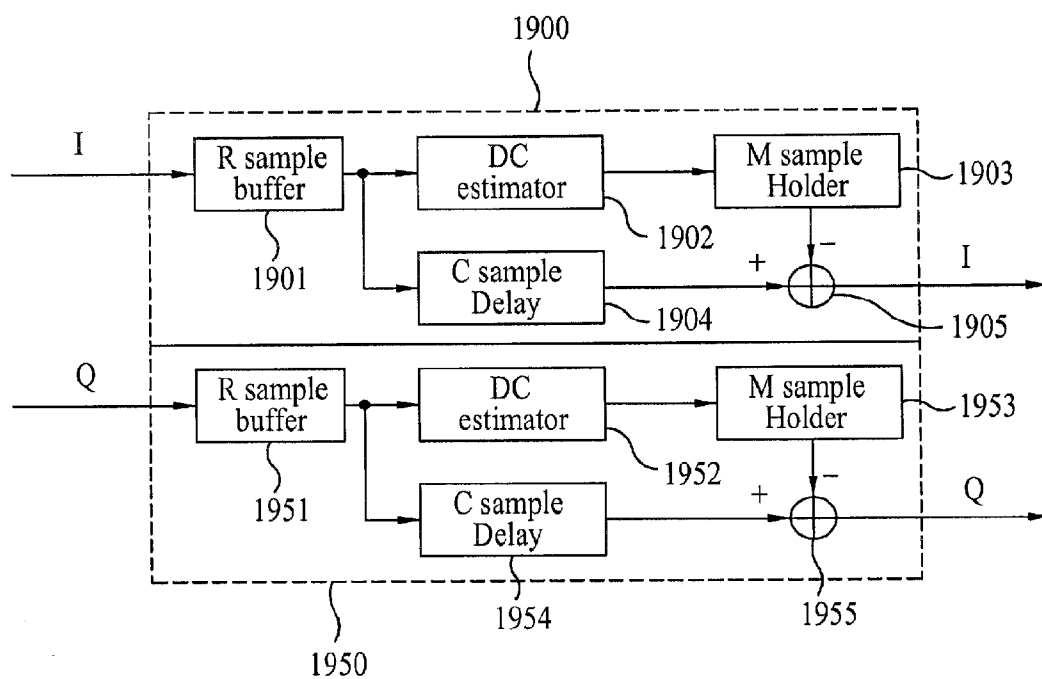 1900
I
R sample
buffer
DC
estimator
M sample
Holder
1903
1901
1902
−
C sample
Delay
+
I
1904
1905
Q
R sample
buffer
DC
estimator
M sample
Holder
1953
1951
1952
−
C sample
Delay
+
Q
1954
1955
1950